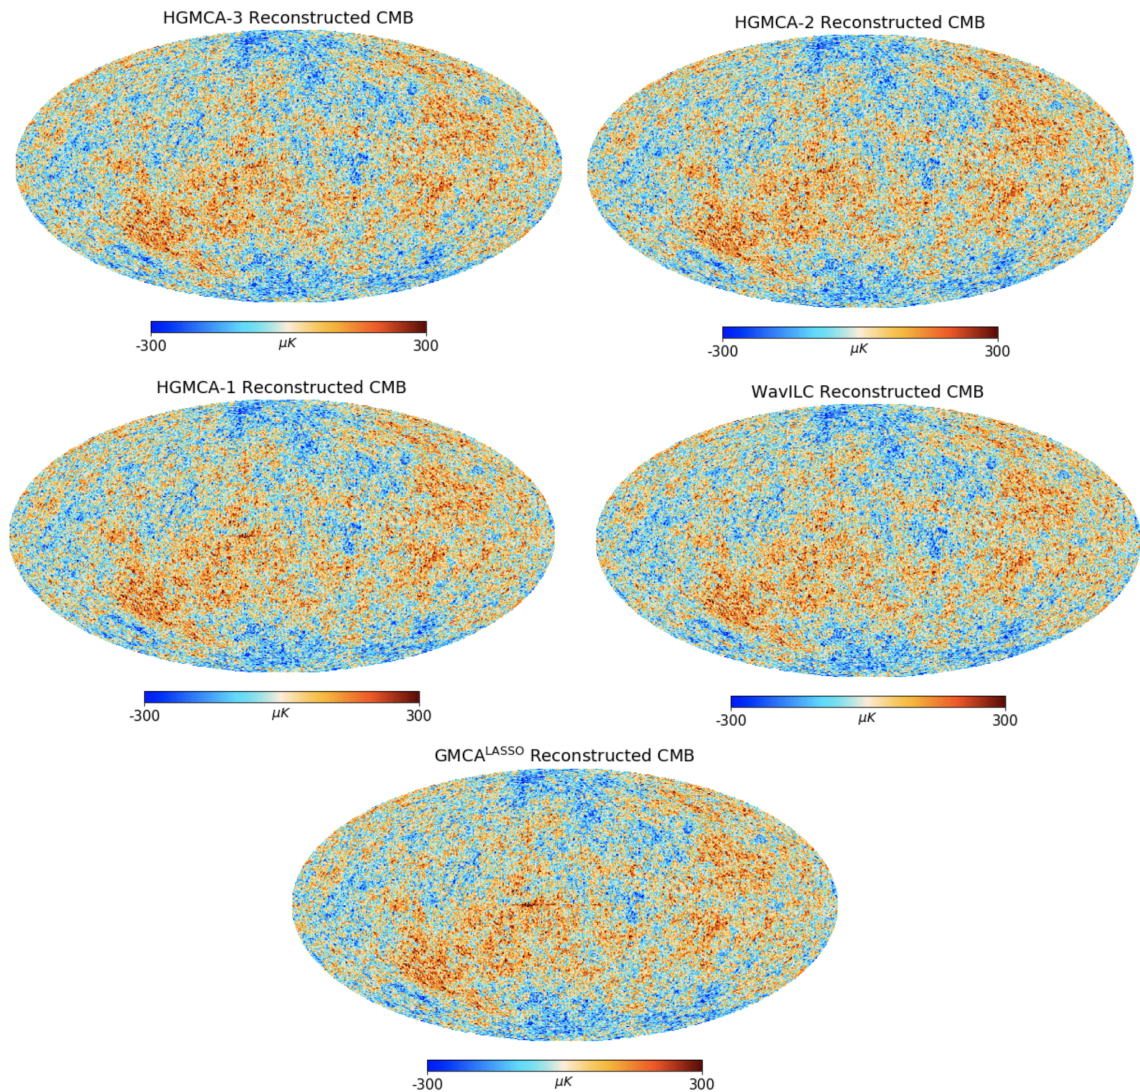 HGMCA-3 Reconstructed CMB
HGMCA-2 Reconstructed CMB
-300 μK 300
-300 μK 300
HGMCA-1 Reconstructed CMB
WavILC Reconstructed CMB
-300 μK 300
-300 μK 300
GMCA^LASSO Reconstructed CMB
-300 μK 300